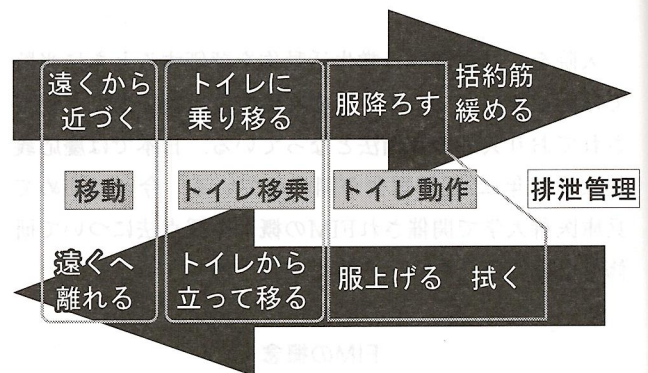 遠くから
近づく
トイレに
乗り移る
服降ろす
括約筋
緩める
移動
トイレ移乗
トイレ動作
排泄管理
遠くへ
離れる
トイレから
立って移る
服上げる 拭く